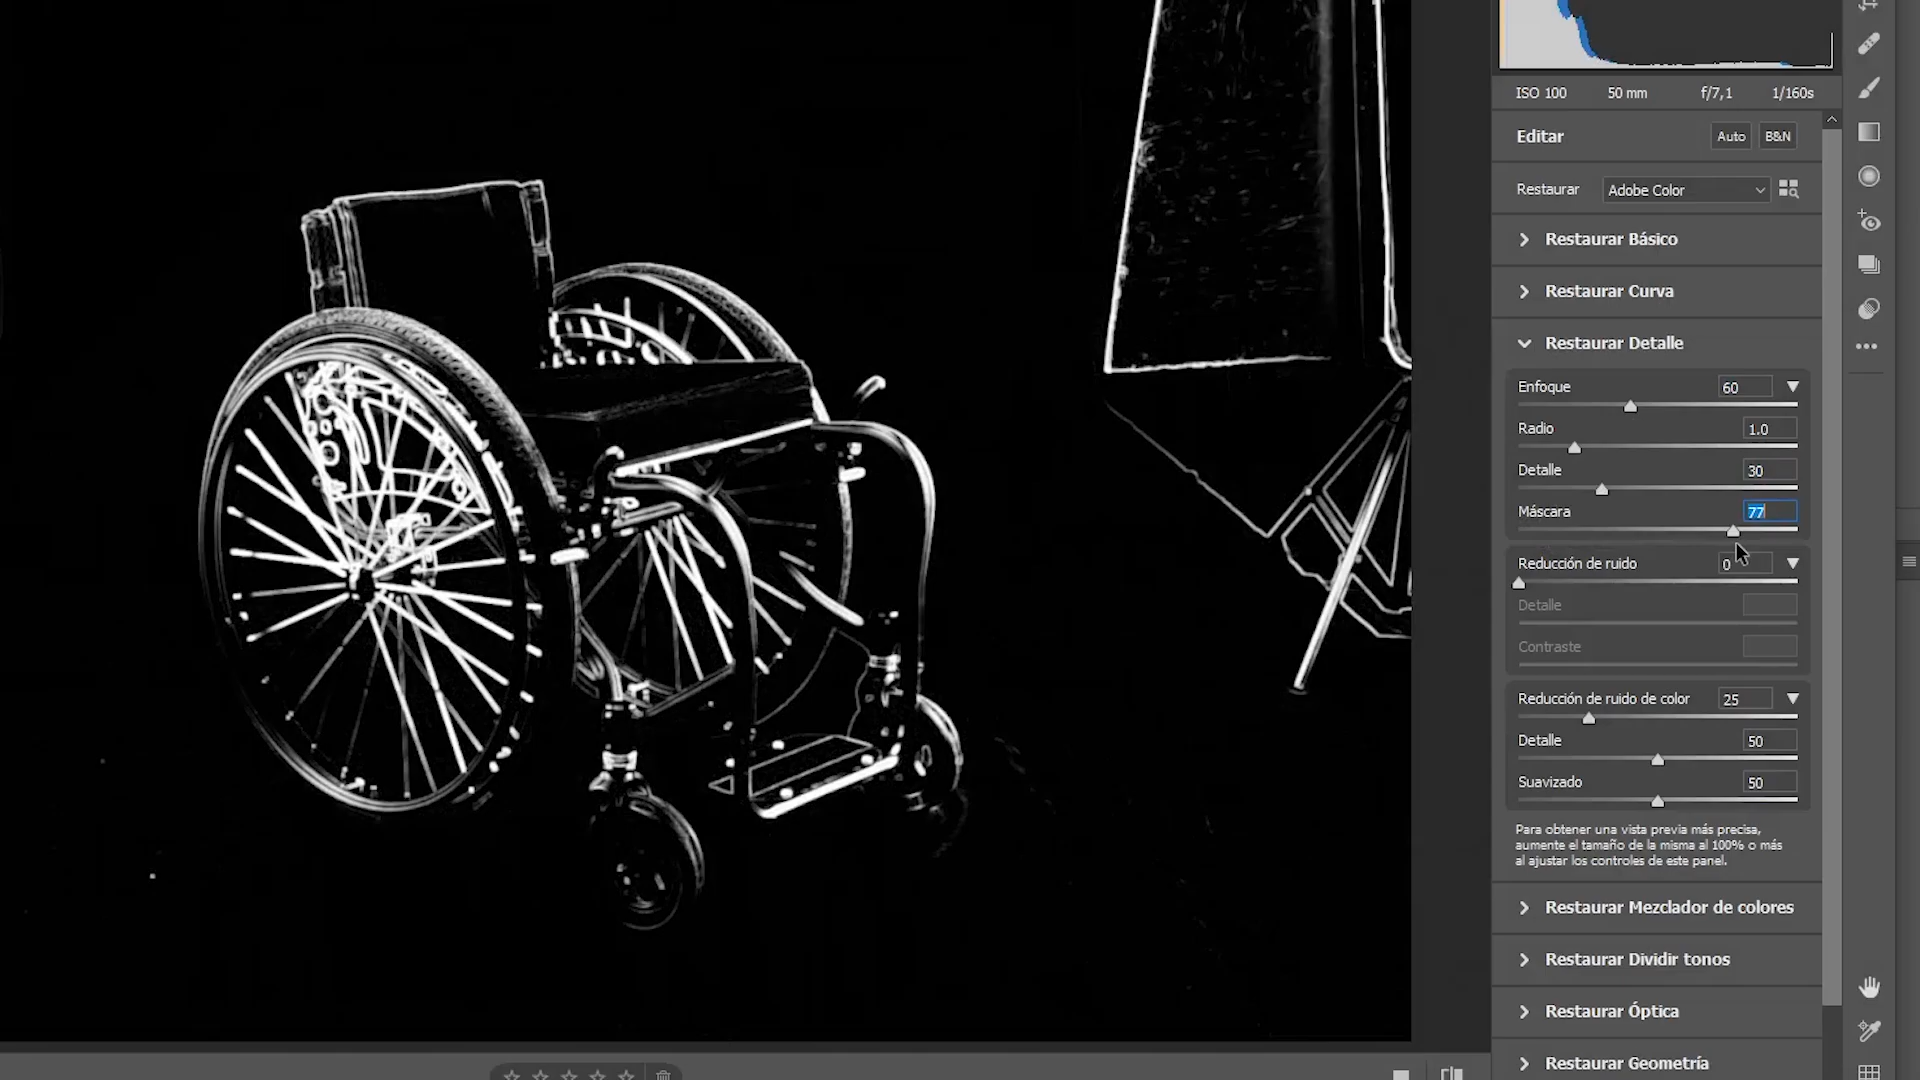 ISO 100 50 mm f/7,1 1/160s
Editar Auto B&N
Restaurar Adobe Color
Restaurar Básico
Restaurar Curva
Restaurar Detalle
Enfoque 60
Radio 1.0
Detalle 30
Máscara 77
Reducción de ruido 0
Detalle
Contraste
Reducción de ruido de color 25
Detalle 50
Suavizado 50
Para obtener una vista previa más precisa,
aumente el tamaño de la misma al 100% o más
al ajustar los controles de este panel.
Restaurar Mezclador de colores
Restaurar Dividir tonos
Restaurar Óptica
Restaurar Geometría